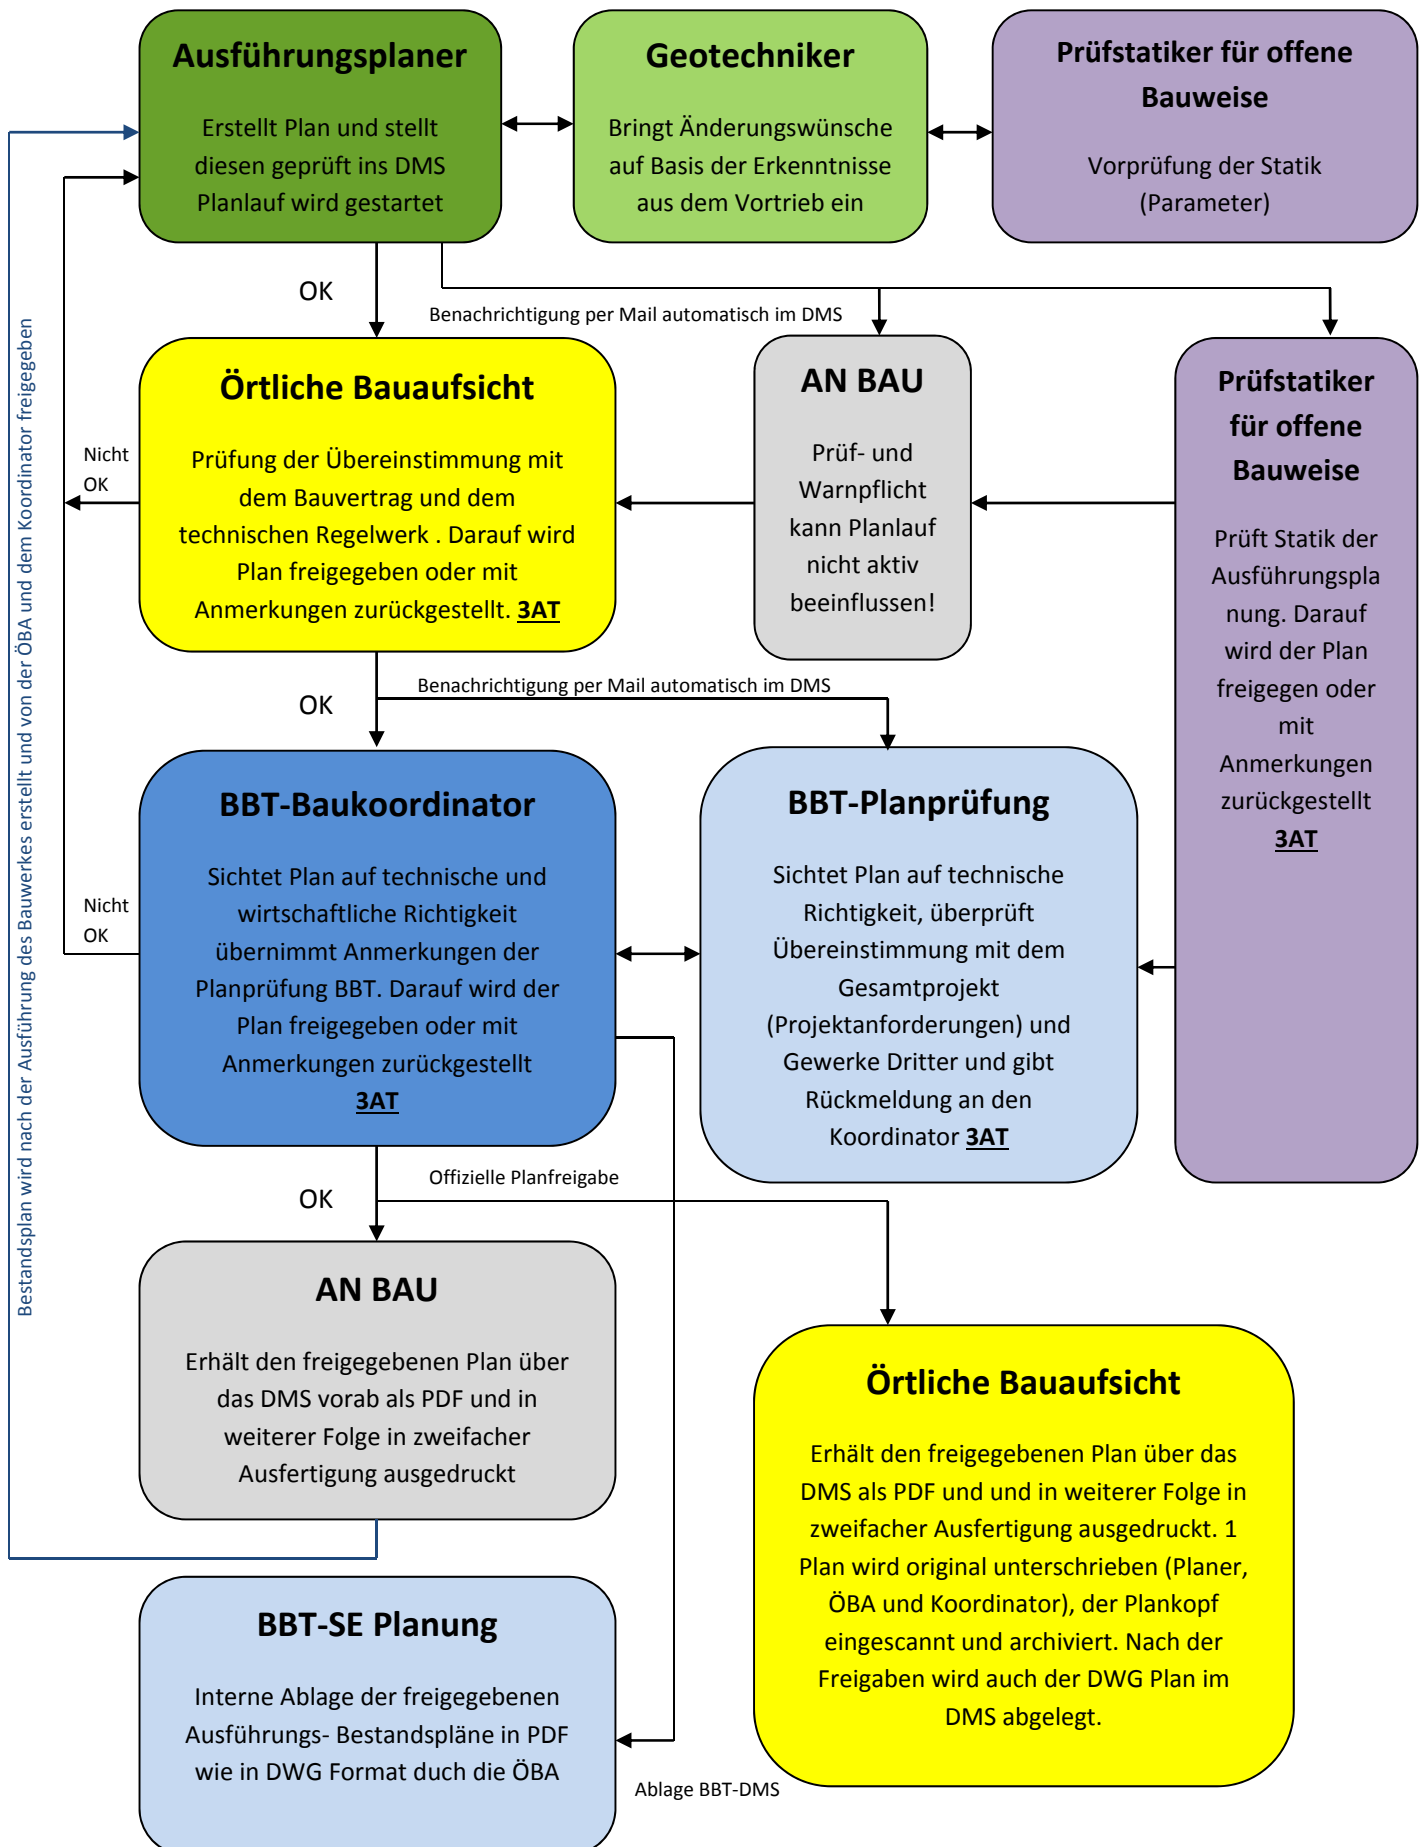 Ausführungsplaner
Erstellt Plan und stellt
diesen geprüft ins DMS
Planlauf wird gestartet
Geotechniker
Bringt Änderungswünsche
auf Basis der Erkenntnisse
aus dem Vortrieb ein
Prüfstatiker für offene
Bauweise
Vorprüfung der Statik
(Parameter)
OK
Benachrichtigung per Mail automatisch im DMS
Örtliche Bauaufsicht
Prüfung der Übereinstimmung mit
dem Bauvertrag und dem
technischen Regelwerk . Darauf wird
Plan freigegeben oder mit
Anmerkungen zurückgestellt. 3AT
AN BAU
Prüf- und
Warnpflicht
kann Planlauf
nicht aktiv
beeinflussen!
Prüfstatiker
für offene
Bauweise
Prüft Statik der
Ausführungspla
nung. Darauf
wird der Plan
freigegen oder
mit
Anmerkungen
zurückgestellt
3AT
Nicht
OK
OK
Benachrichtigung per Mail automatisch im DMS
BBT-Baukoordinator
Sichtet Plan auf technische und
wirtschaftliche Richtigkeit
übernimmt Anmerkungen der
Planprüfung BBT. Darauf wird der
Plan freigegeben oder mit
Anmerkungen zurückgestellt
3AT
BBT-Planprüfung
Sichtet Plan auf technische
Richtigkeit, überprüft
Übereinstimmung mit dem
Gesamtprojekt
(Projektanforderungen) und
Gewerke Dritter und gibt
Rückmeldung an den
Koordinator 3AT
Nicht
OK
OK
Offizielle Planfreigabe
AN BAU
Erhält den freigegebenen Plan über
das DMS vorab als PDF und in
weiterer Folge in zweifacher
Ausfertigung ausgedruckt
Örtliche Bauaufsicht
Erhält den freigegebenen Plan über das
DMS als PDF und und in weiterer Folge in
zweifacher Ausfertigung ausgedruckt. 1
Plan wird original unterschrieben (Planer,
ÖBA und Koordinator), der Plankopf
eingescannt und archiviert. Nach der
Freigaben wird auch der DWG Plan im
DMS abgelegt.
BBT-SE Planung
Interne Ablage der freigegebenen
Ausführungs- Bestandspläne in PDF
wie in DWG Format duch die ÖBA
Ablage BBT-DMS
Bestandsplan wird nach der Ausführung des Bauwerkes erstellt und von der ÖBA und dem Koordinator freigegeben